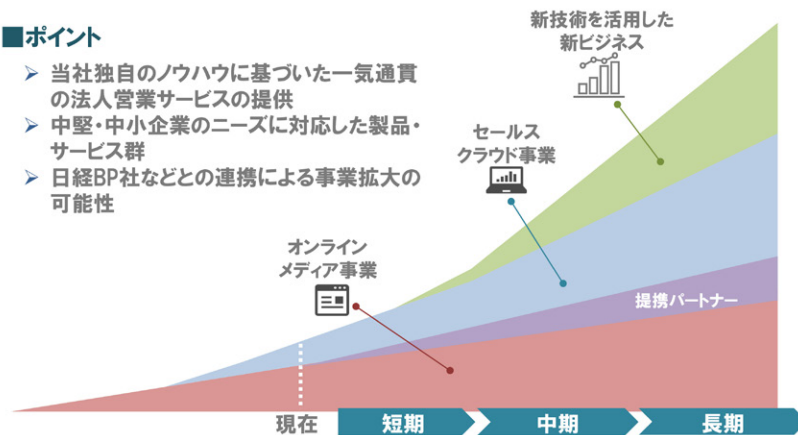 ■ポイント
➢ 当社独自のノウハウに基づいた一気通貫
の法人営業サービスの提供
➢ 中堅・中小企業のニーズに対応した製品・
サービス群
➢ 日経BP社などとの連携による事業拡大の
可能性
新技術を活用した
新ビジネス
セールス
クラウド事業
オンライン
メディア事業
提携パートナー
現在
短期
中期
長期